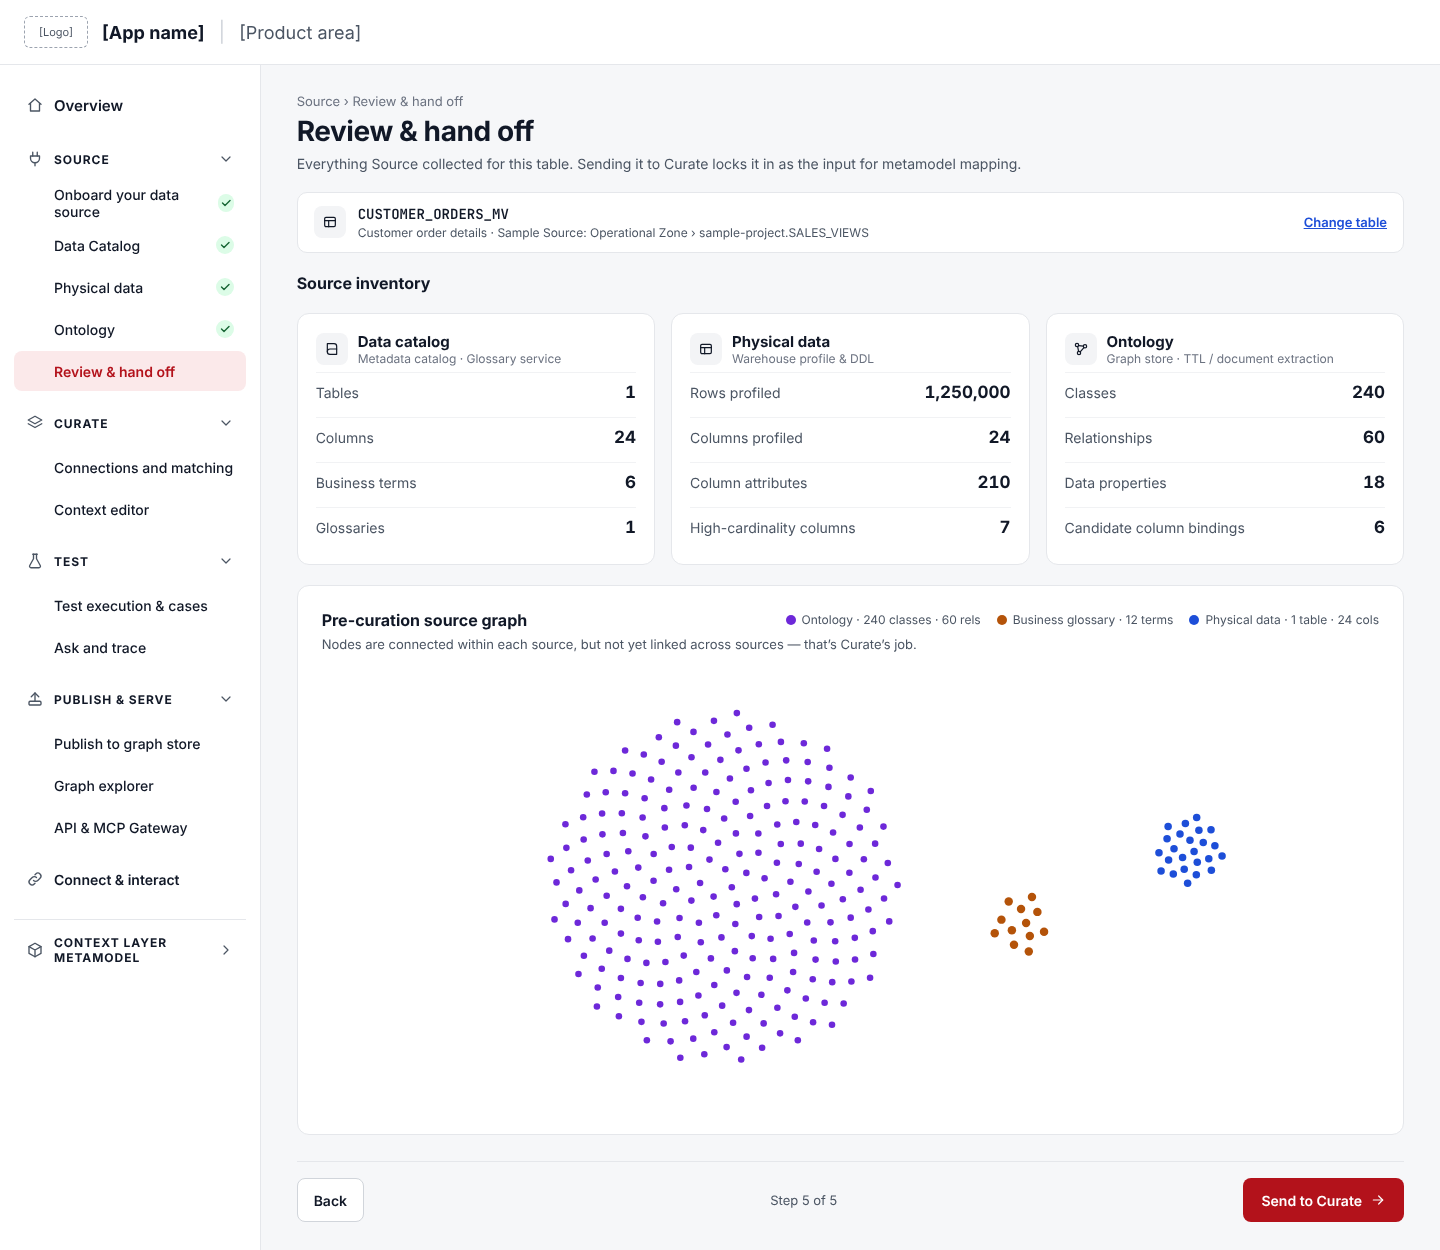 [Logo]
[App name]
[Product area]
Overview
SOURCE
Onboard your data
source
Data Catalog
Physical data
Ontology
Review & hand off
CURATE
Connections and matching
Context editor
TEST
Test execution & cases
Ask and trace
PUBLISH & SERVE
Publish to graph store
Graph explorer
API & MCP Gateway
Connect & interact
CONTEXT LAYER
METAMODEL
Source › Review & hand off
Review & hand off
Everything Source collected for this table. Sending it to Curate locks it in as the input for metamodel mapping.
CUSTOMER_ORDERS_MV
Customer order details · Sample Source: Operational Zone › sample-project.SALES_VIEWS
Change table
Source inventory
Data catalog
Metadata catalog · Glossary service
Tables 1
Columns 24
Business terms 6
Glossaries 1
Physical data
Warehouse profile & DDL
Rows profiled 1,250,000
Columns profiled 24
Column attributes 210
High-cardinality columns 7
Ontology
Graph store · TTL / document extraction
Classes 240
Relationships 60
Data properties 18
Candidate column bindings 6
Pre-curation source graph
Ontology · 240 classes · 60 rels
Business glossary · 12 terms
Physical data · 1 table · 24 cols
Nodes are connected within each source, but not yet linked across sources — that’s Curate’s job.
Back
Step 5 of 5
Send to Curate